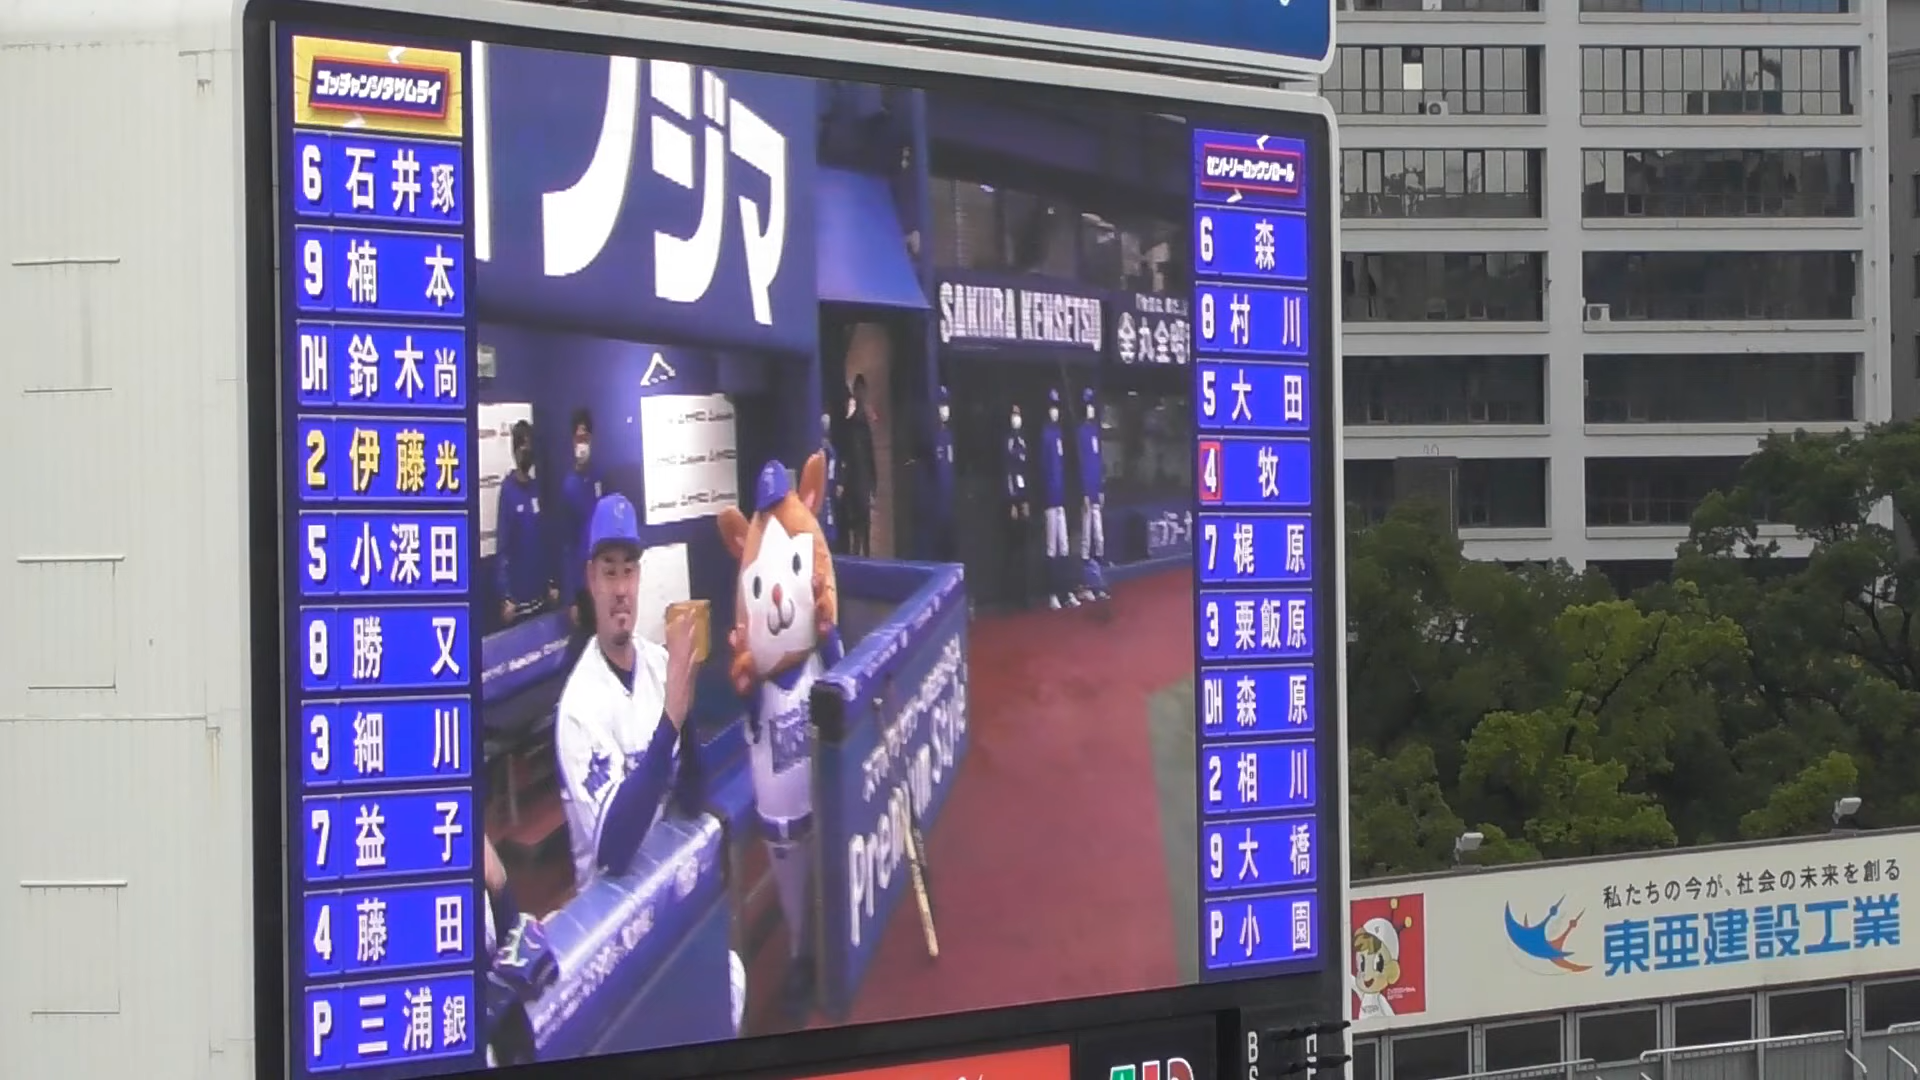 ゴッチャンシタサムライ
6 石井琢
9 楠本
DH 鈴木尚
2 伊藤光
5 小深田
8 勝又
3 細川
7 益子
4 藤田
P 三浦銀
ノジマ
SAKURA KENSETSU
丸全昭
ゼントリーロックンロール
6 森
8 村川
5 大田
4 牧
7 梶原
3 粟飯原
DH 森原
2 相川
9 大橋
P 小園
私たちの今が、社会の未来を創る
東亜建設工業
B
S